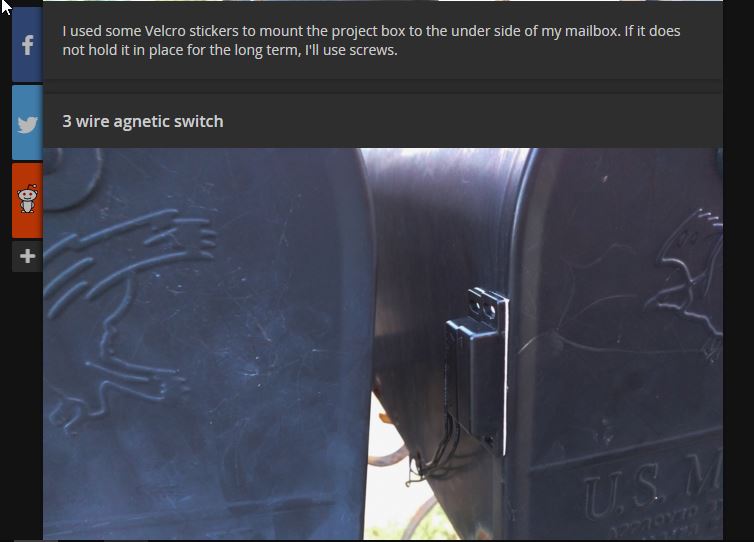 I used some Velcro stickers to mount the project box to the under side of my mailbox. If it does
not hold it in place for the long term, I'll use screws.
3 wire agnetic switch
U.S. M